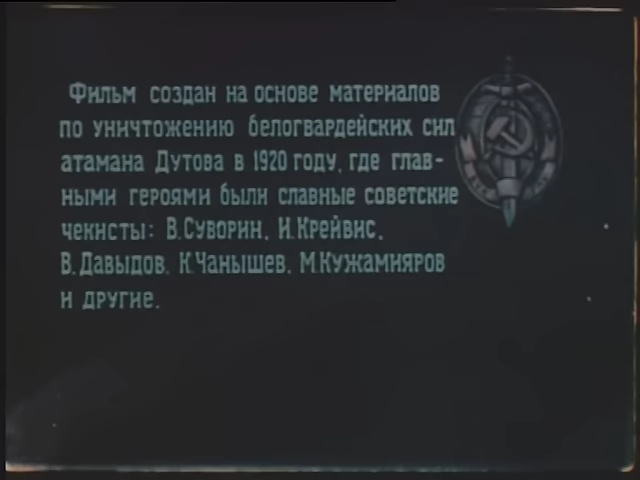 Фильм создан на основе материалов
по уничтожению белогвардейских сил
атамана Дутова в 1920 году, где глав-
ными героями были славные советские
чекисты: В.Суворин, И.Крейвис,
В.Давыдов, К.Чанышев, М.Кужамияров
и другие.